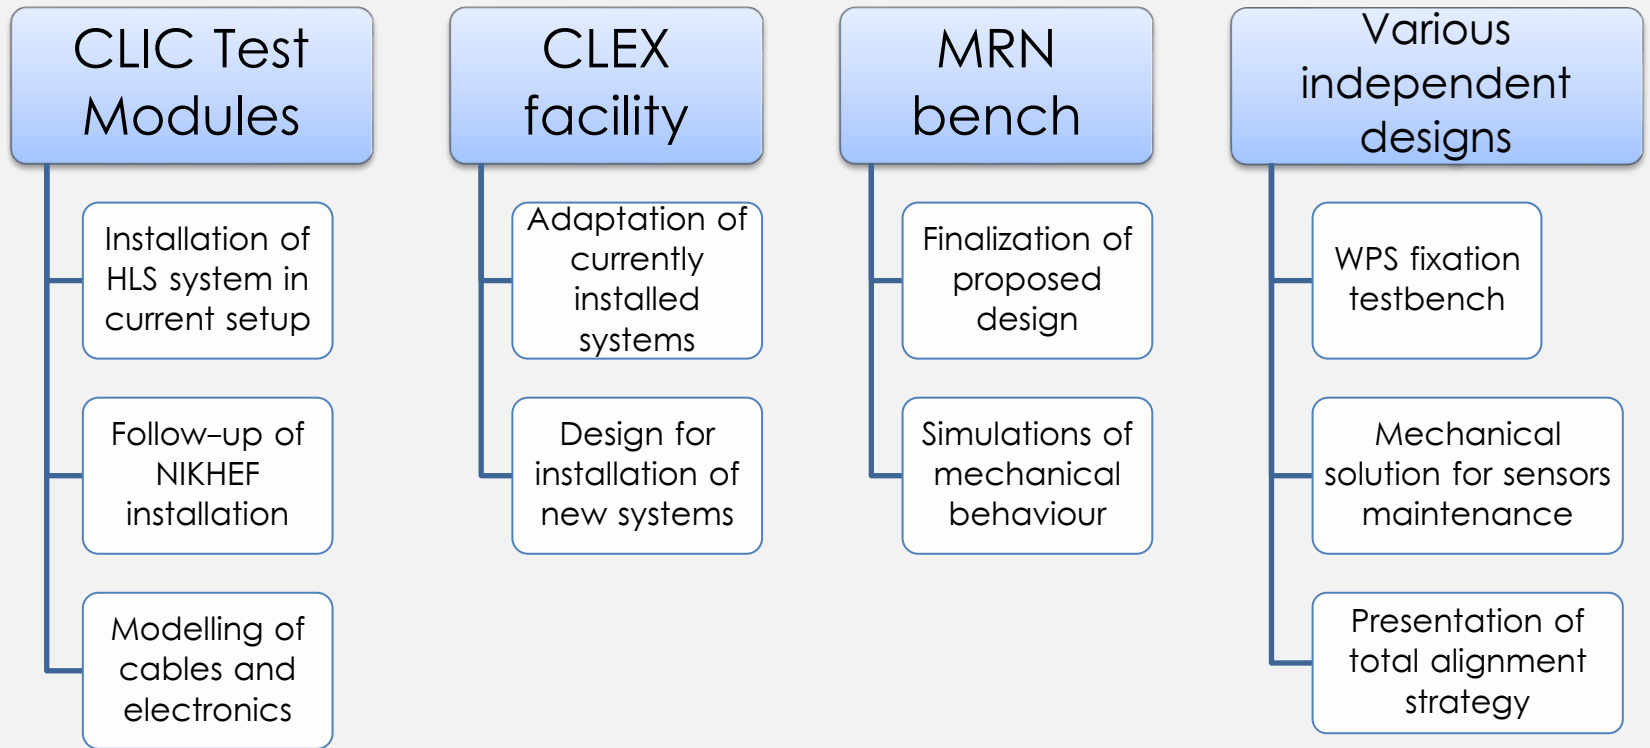 CLIC Test
Modules
Installation of
HLS system in
current setup
Follow-up of
NIKHEF
installation
Modelling of
cables and
electronics
CLEX
facility
Adaptation of
currently
installed
systems
Design for
installation of
new systems
MRN
bench
Finalization of
proposed
design
Simulations of
mechanical
behaviour
Various
independent
designs
WPS fixation
testbench
Mechanical
solution for sensors
maintenance
Presentation of
total alignment
strategy